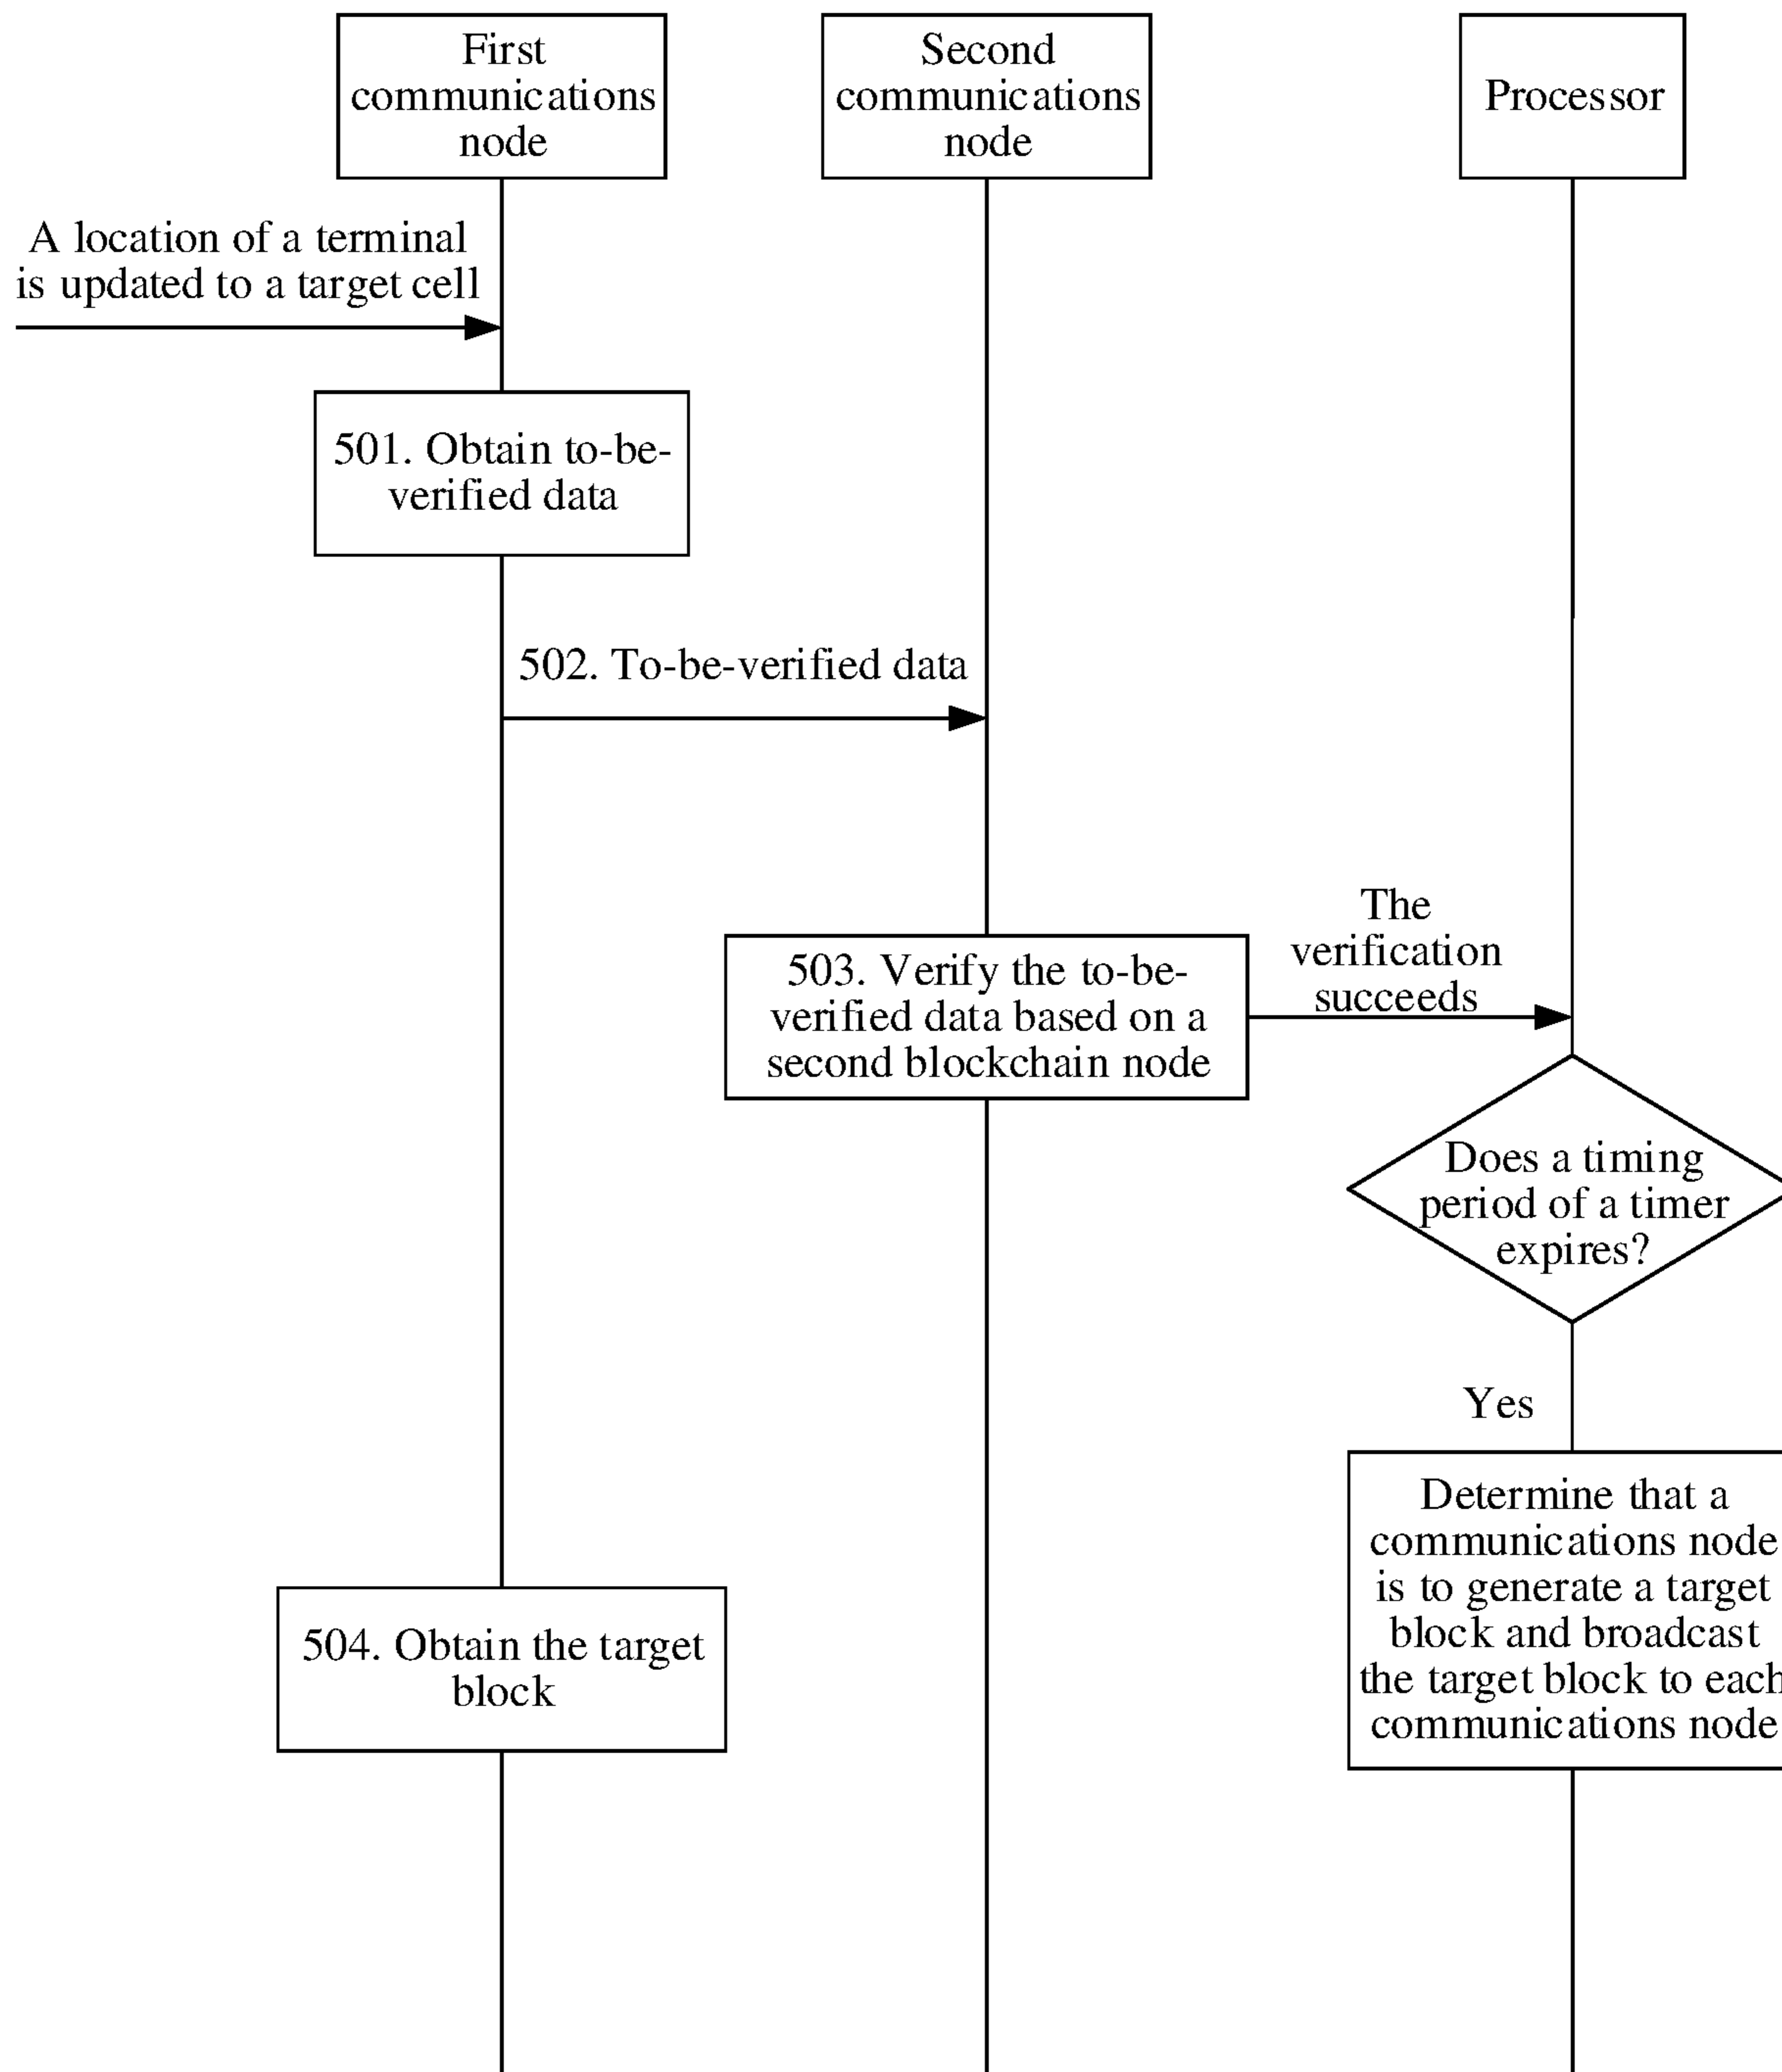 First
communications
node
Second
communications
node
Processor
A location of a terminal
is updated to a target cell
501. Obtain to-be-
verified data
502. To-be-verified data
The
verification
succeeds
503. Verify the to-be-
verified data based on a
second blockchain node
Does a timing
period of a timer
expires?
Yes
Determine that a
communications node
is to generate a target
block and broadcast
the target block to each
communications node
504. Obtain the target
block